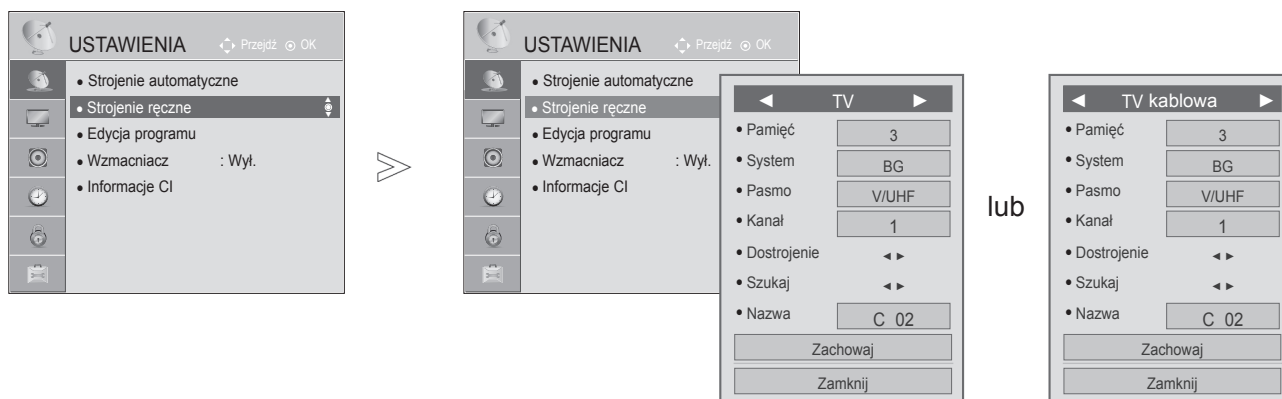 USTAWIENIA Przejdź OK
• Strojenie automatyczne
• Strojenie ręczne
• Edycja programu
• Wzmacniacz : Wył.
• Informacje CI
USTAWIENIA Przejdź OK
• Strojenie automatyczne
• Strojenie ręczne
• Edycja programu
• Wzmacniacz : Wył.
• Informacje CI
◄ TV ►
• Pamięć 3
• System BG
• Pasmo V/UHF
• Kanał 1
• Dostrojenie ◄ ►
• Szukaj ◄ ►
• Nazwa C 02
Zachowaj
Zamknij
lub
◄ TV kablowa ►
• Pamięć 3
• System BG
• Pasmo V/UHF
• Kanał 1
• Dostrojenie ◄ ►
• Szukaj ◄ ►
• Nazwa C 02
Zachowaj
Zamknij